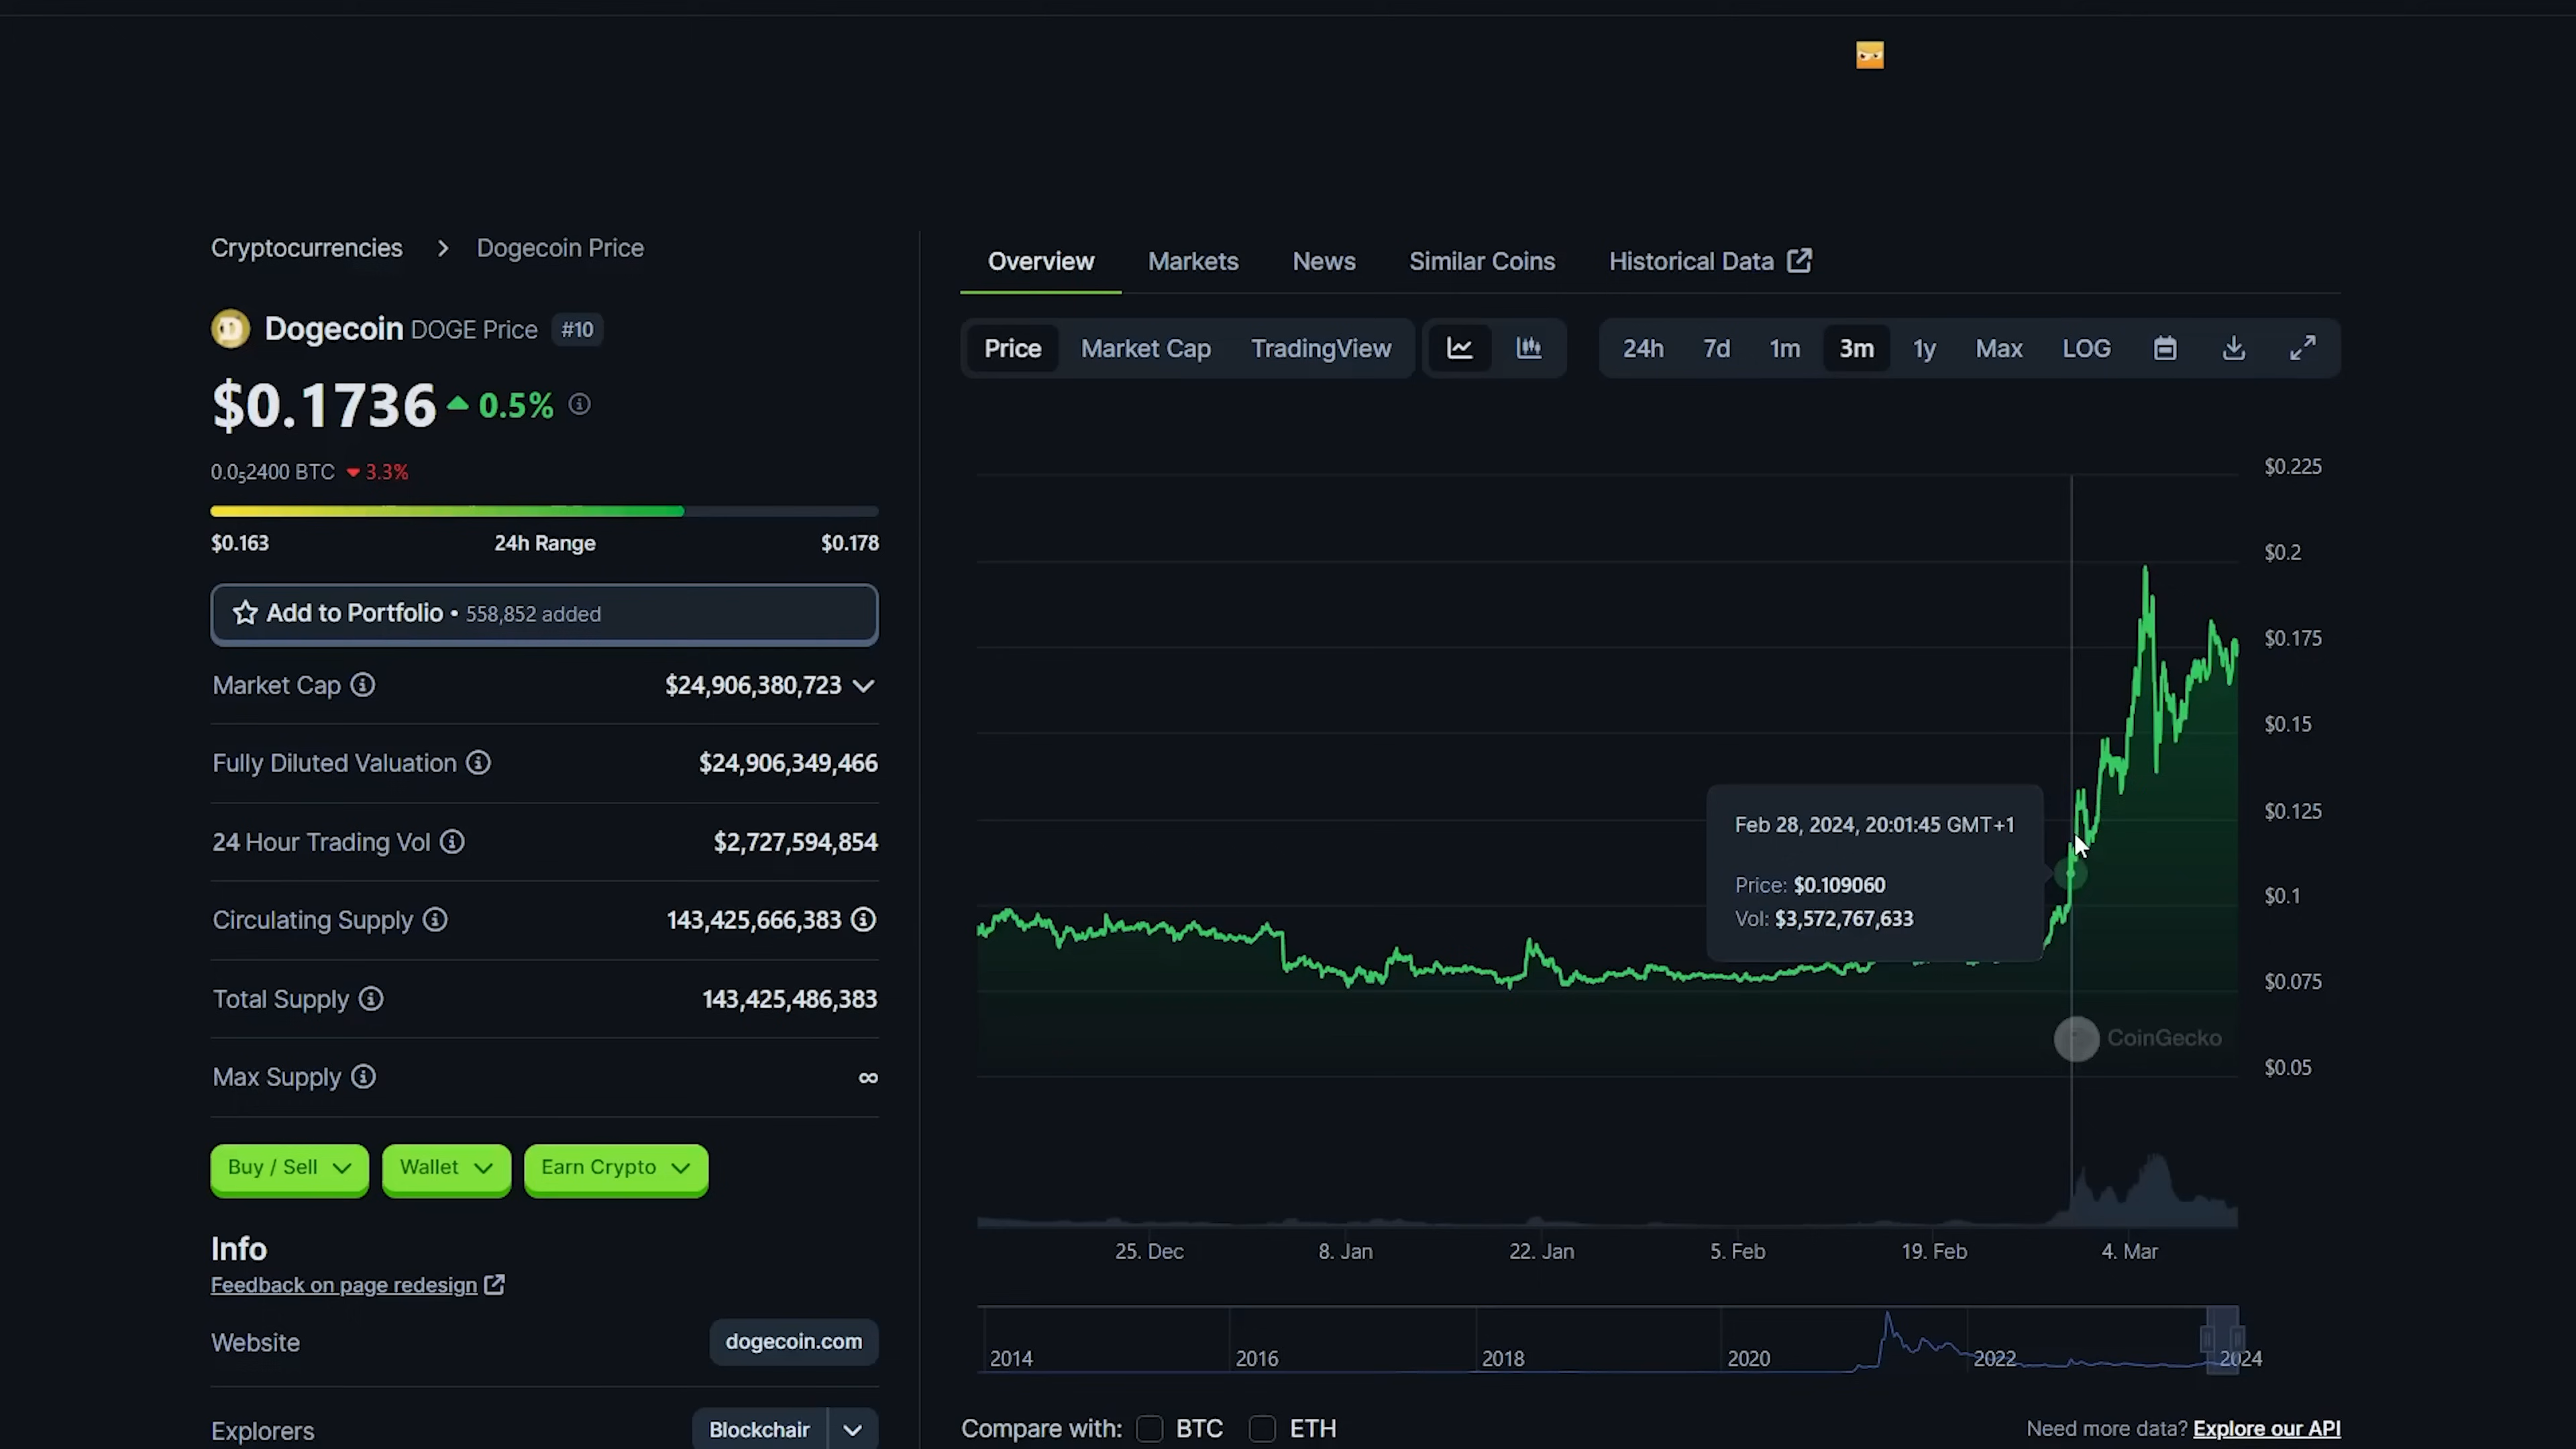 Cryptocurrencies > Dogecoin Price
Dogecoin DOGE Price #10
$0.1736 0.5%
0.0₅2400 BTC 3.3%
$0.163 24h Range $0.178
Add to Portfolio • 558,852 added
Market Cap $24,906,380,723
Fully Diluted Valuation $24,906,349,466
24 Hour Trading Vol $2,727,594,854
Circulating Supply 143,425,666,383
Total Supply 143,425,486,383
Max Supply ∞
Buy / Sell Wallet Earn Crypto
Info
Feedback on page redesign
Website dogecoin.com
Explorers Blockchair
Overview Markets News Similar Coins Historical Data
Price Market Cap TradingView 24h 7d 1m 3m 1y Max LOG
$0.225
$0.2
$0.175
$0.15
$0.125
$0.1
$0.075
$0.05
Feb 28, 2024, 20:01:45 GMT+1
Price: $0.109060
Vol: $3,572,767,633
CoinGecko
25. Dec 8. Jan 22. Jan 5. Feb 19. Feb 4. Mar
2014 2016 2018 2020 2022 2024
Compare with: BTC ETH
Need more data? Explore our API